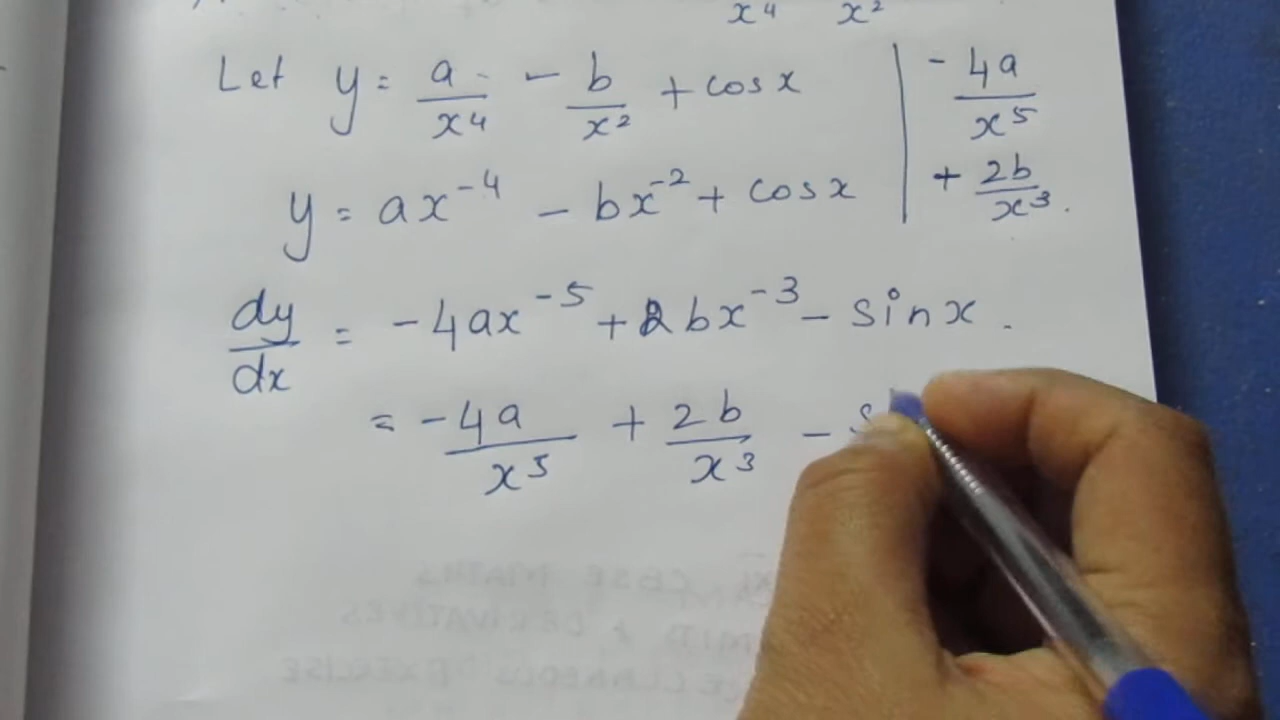 x⁴ x²
Let y = a/x⁴ - b/x² + cos x | - 4a/x⁵
y = ax⁻⁴ - bx⁻² + cos x | + 2b/x³.
dy/dx = -4ax⁻⁵ + 2bx⁻³ - sin x.
= -4a/x⁵ + 2b/x³ - s